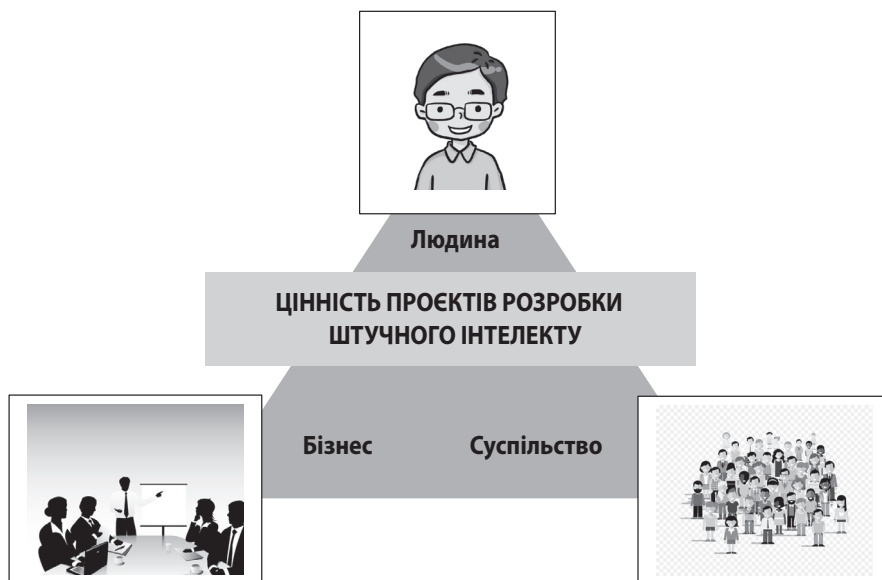 Людина
ЦІННІСТЬ ПРОЄКТІВ РОЗРОБКИ
ШТУЧНОГО ІНТЕЛЕКТУ
Бізнес
Суспільство